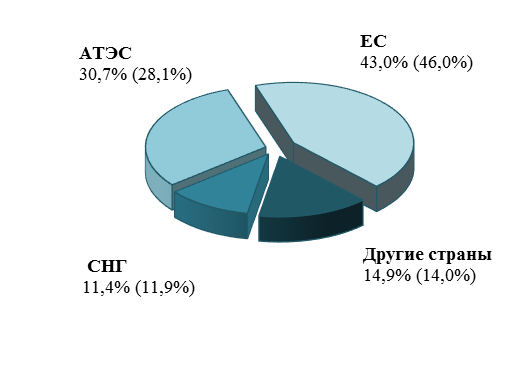 АТЭС
30,7% (28,1%)
ЕС
43,0% (46,0%)
СНГ
11,4% (11,9%)
Другие страны
14,9% (14,0%)